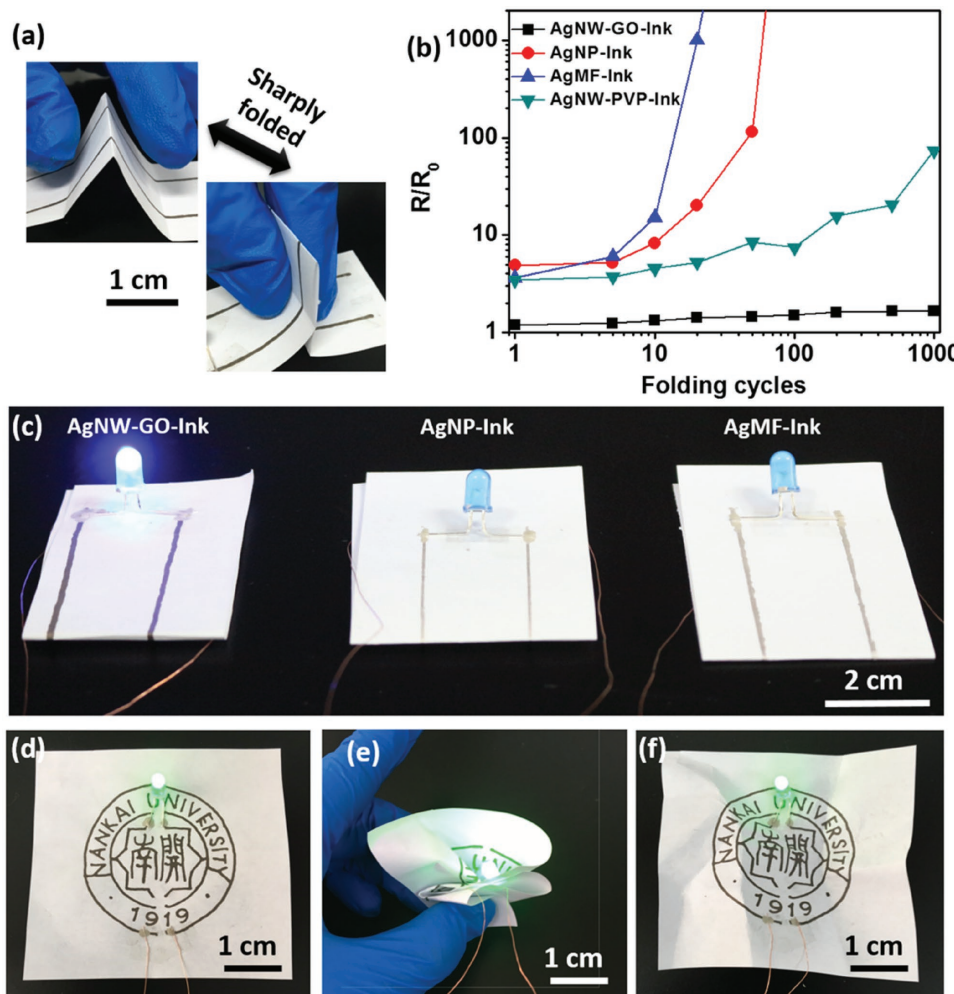 (a)
Sharply
folded
1 cm
(b)
AgNW-GO-Ink
AgNP-Ink
AgMF-Ink
AgNW-PVP-Ink
1000
100
10
1
R/R0
1 10 100 1000
Folding cycles
(c) AgNW-GO-Ink AgNP-Ink AgMF-Ink
2 cm
(d)
NANKAI UNIVERSITY
南開
· 1919 ·
1 cm
(e)
UNIV
1 cm
(f)
NANKAI UNIVERSITY
南開
· 1919 ·
1 cm